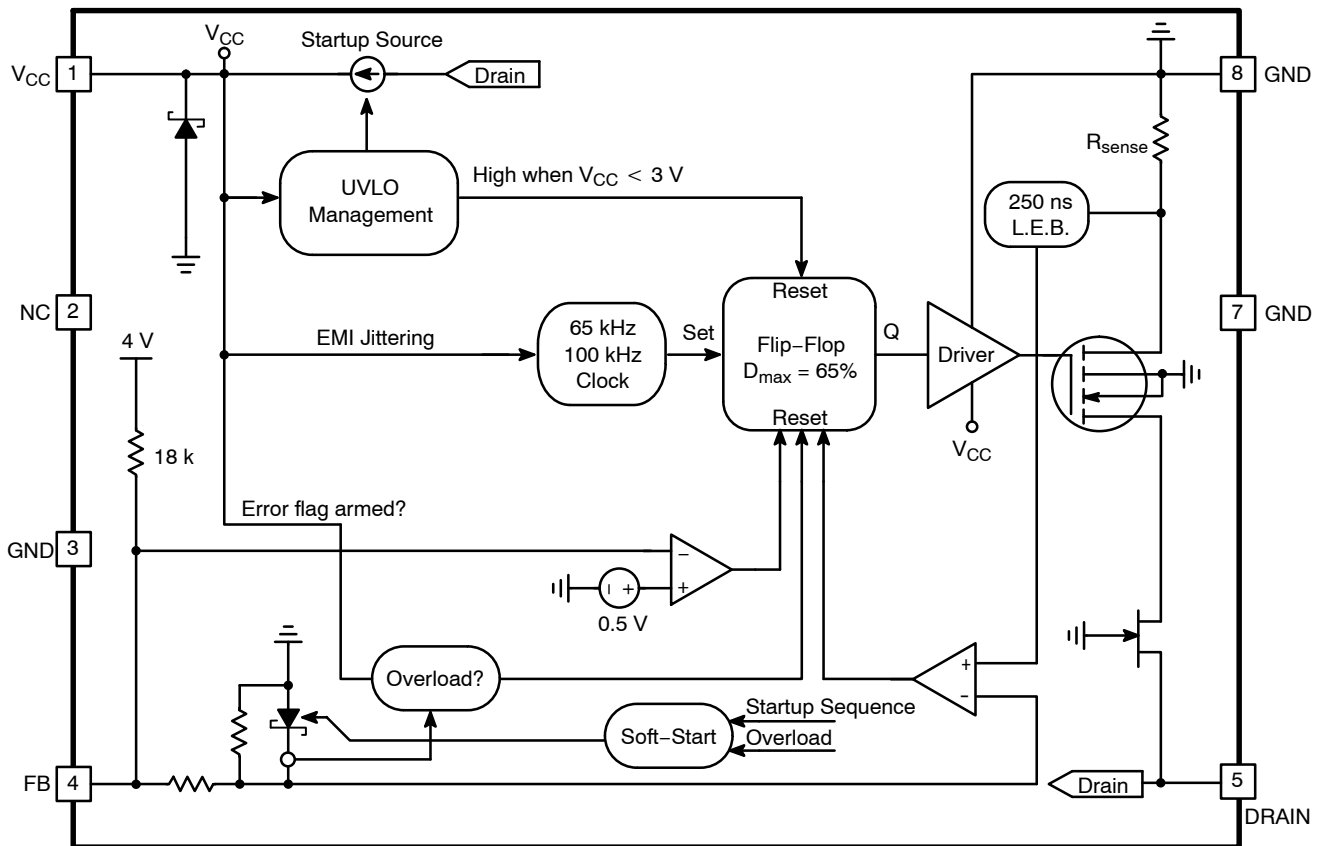 VCC
Startup Source
VCC
1
Drain
8
GND
Rsense
UVLO
Management
High when VCC < 3 V
250 ns
L.E.B.
NC
2
Reset
7
GND
4 V
EMI Jittering
65 kHz
100 kHz
Clock
Set
Flip–Flop
Dmax = 65%
Q
Driver
Reset
18 k
VCC
Error flag armed?
GND
3
–
+
– +
0.5 V
Overload?
+
–
Soft–Start
Startup Sequence
Overload
FB
4
Drain
5
DRAIN